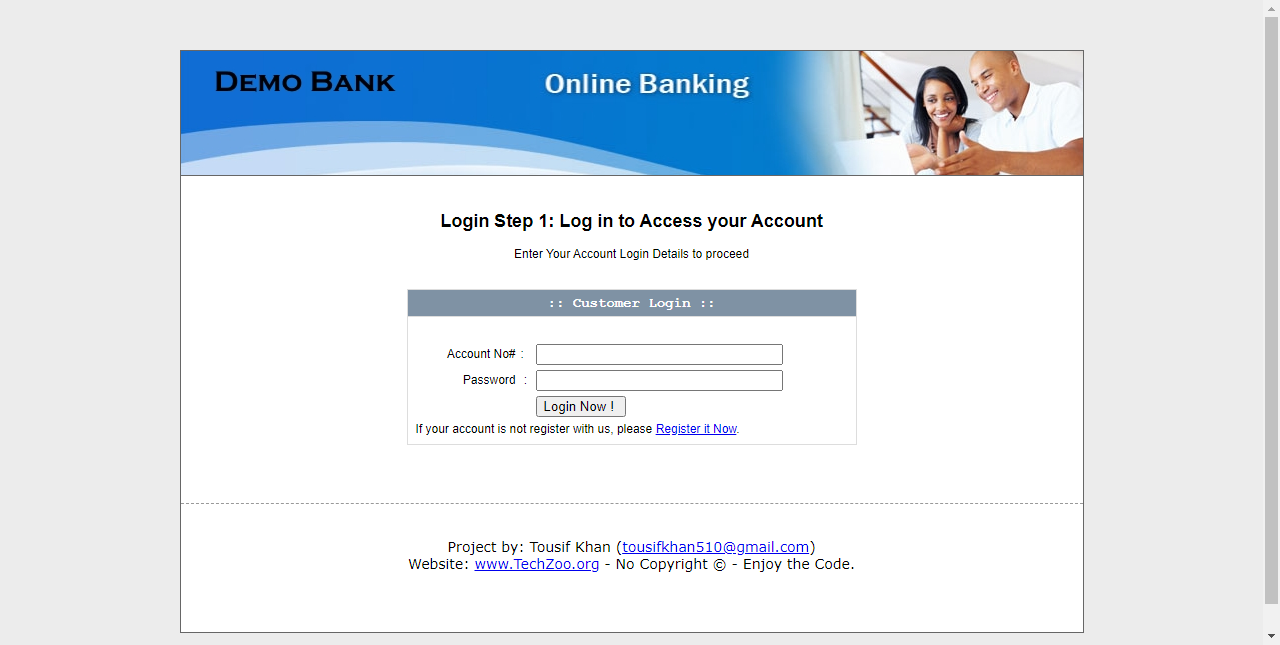 Demo Bank
Online Banking
Login Step 1: Log in to Access your Account
Enter Your Account Login Details to proceed
:: Customer Login ::
Account No# :
Password :
Login Now !
If your account is not register with us, please Register it Now.
Project by: Tousif Khan (tousifkhan510@gmail.com)
Website: www.TechZoo.org - No Copyright © - Enjoy the Code.